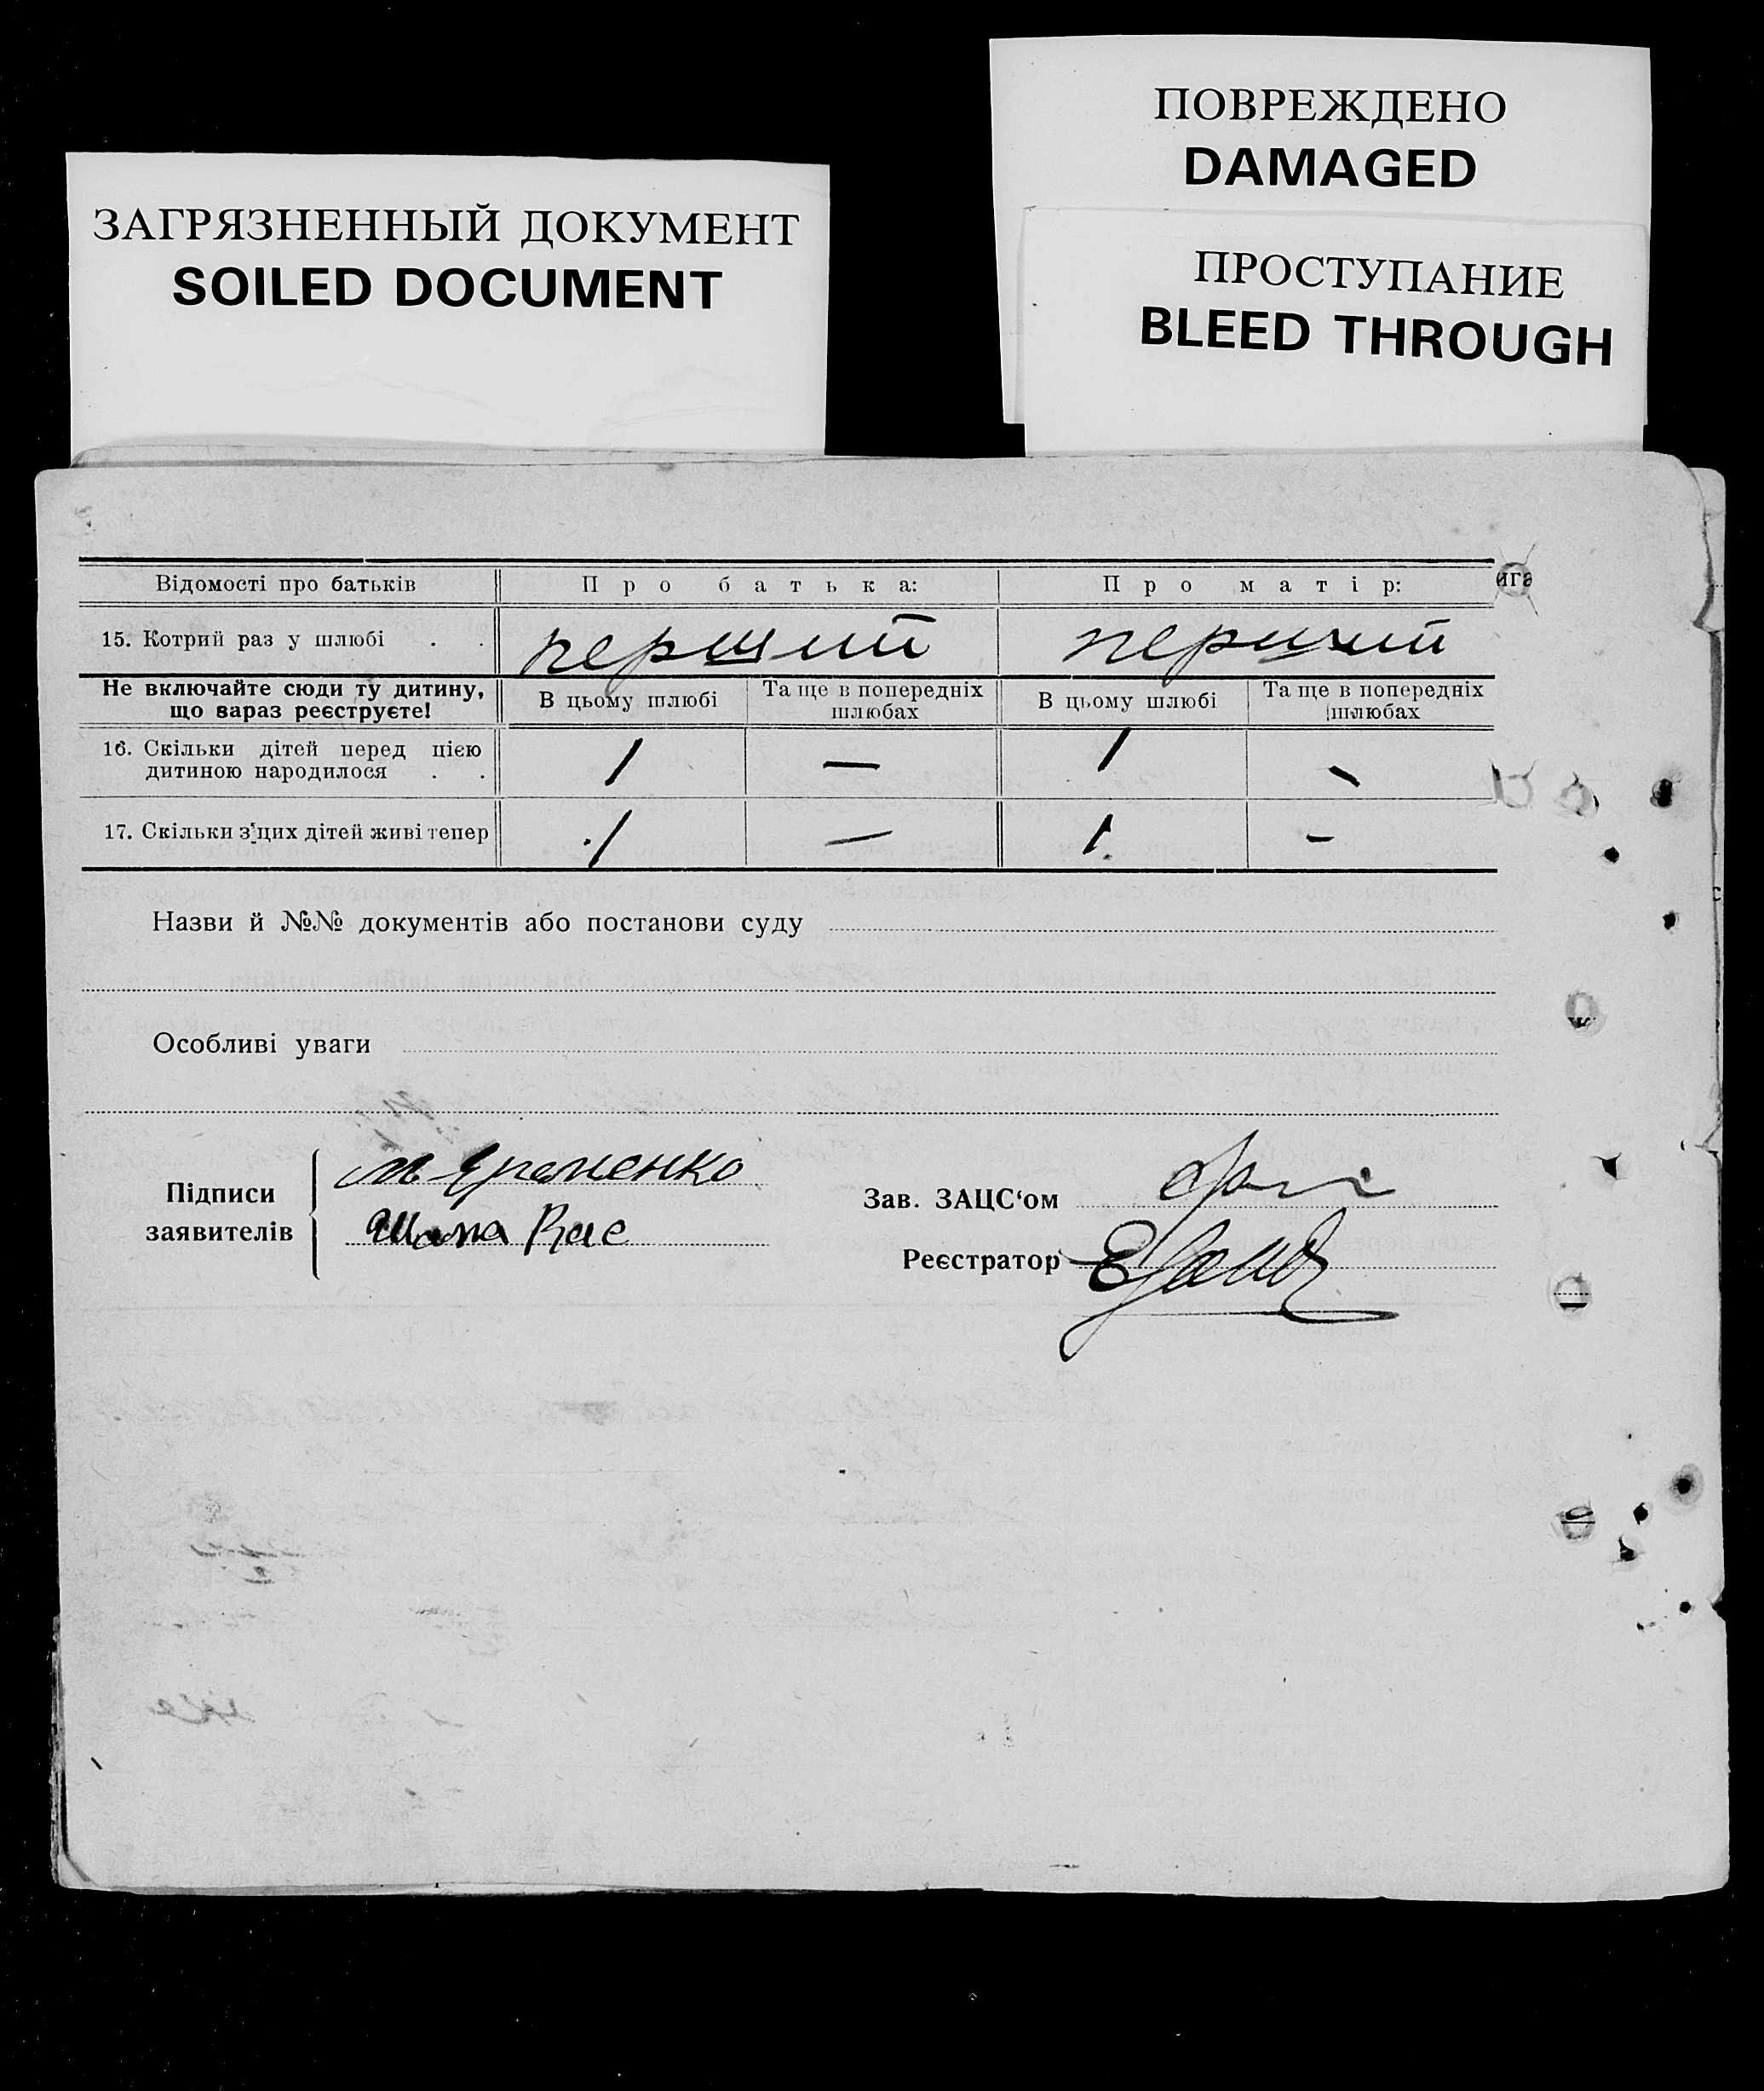 ПОВРЕЖДЕНО
DAMAGED
ЗАГРЯЗНЕННЫЙ ДОКУМЕНТ
SOILED DOCUMENT
ПРОСТУПАНИЕ
BLEED THROUGH
Відомості про батьків Про батька: Про матір:
15. Котрий раз у шлюбі . . перший перший
Не включайте сюди ту дитину, що вараз реєструєте! В цьому шлюбі Та ще в попередніх шлюбах В цьому шлюбі Та ще в попередніх шлюбах
16. Скільки дітей перед цією дитиною народилося . . 1 — 1 —
17. Скільки з'цих дітей живі тепер 1 — 1 —
Назви й №№ документів або постанови суду
Особливі уваги
Підписи заявителів
М Єременко
Зав. ЗАЦС‘ом
Реєстратор